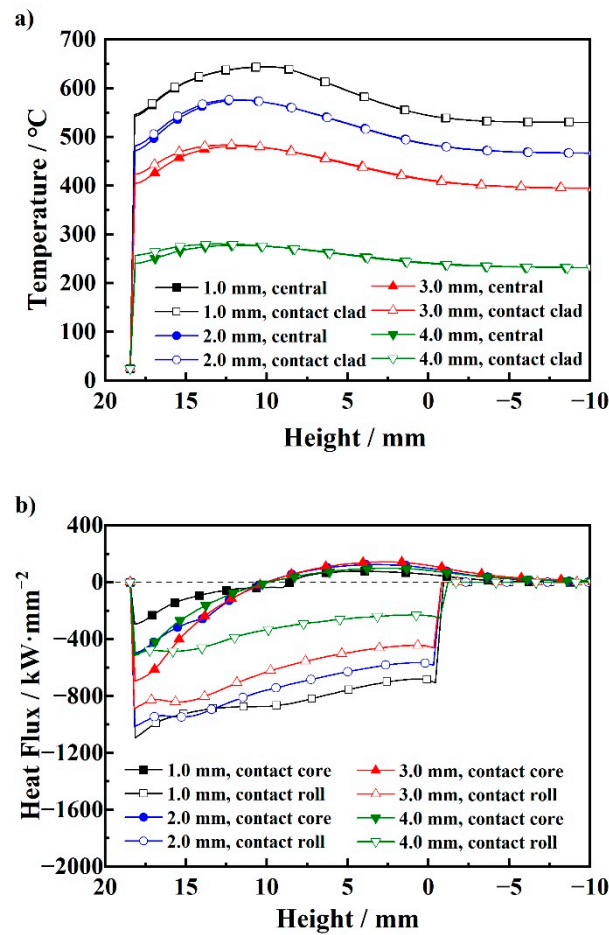 a)
700
600
500
400
300
200
100
0
Temperature / °C
1.0 mm, central
1.0 mm, contact clad
2.0 mm, central
2.0 mm, contact clad
3.0 mm, central
3.0 mm, contact clad
4.0 mm, central
4.0 mm, contact clad
20 15 10 5 0 −5 −10
Height / mm
b)
400
0
−400
−800
−1200
−1600
−2000
Heat Flux / kW·mm−2
1.0 mm, contact core
1.0 mm, contact roll
2.0 mm, contact core
2.0 mm, contact roll
3.0 mm, contact core
3.0 mm, contact roll
4.0 mm, contact core
4.0 mm, contact roll
20 15 10 5 0 −5 −10
Height / mm